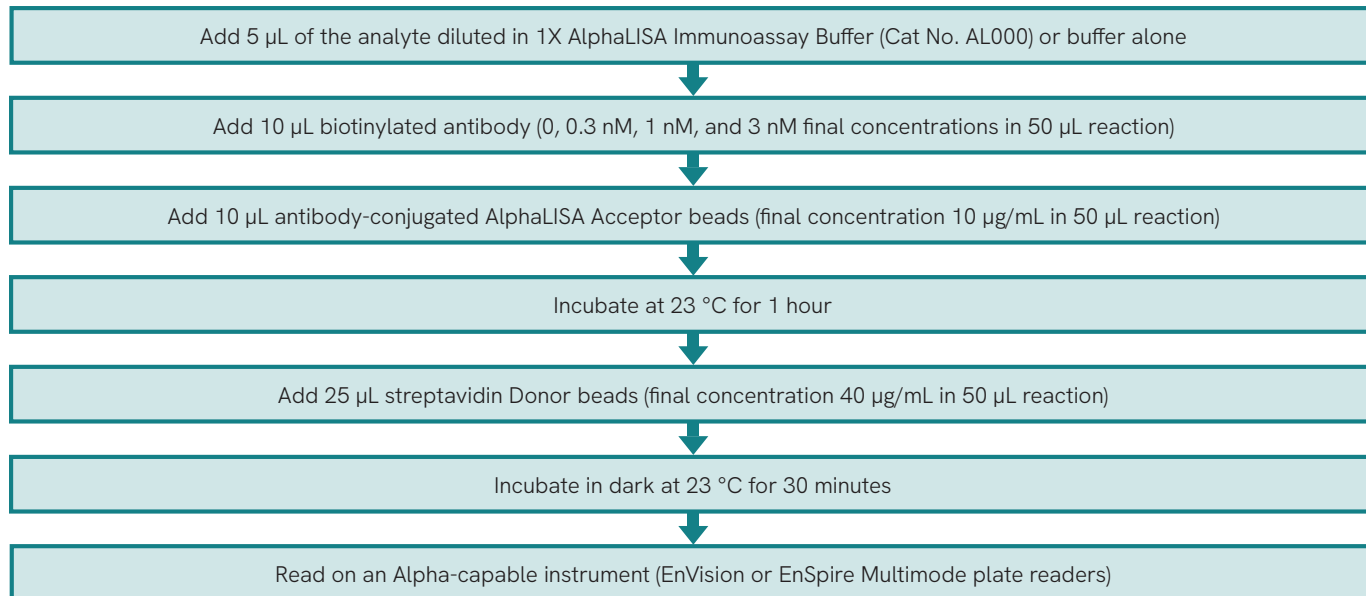 Add 5 µL of the analyte diluted in 1X AlphaLISA Immunoassay Buffer (Cat No. AL000) or buffer alone
Add 10 µL biotinylated antibody (0, 0.3 nM, 1 nM, and 3 nM final concentrations in 50 µL reaction)
Add 10 µL antibody-conjugated AlphaLISA Acceptor beads (final concentration 10 µg/mL in 50 µL reaction)
Incubate at 23 °C for 1 hour
Add 25 µL streptavidin Donor beads (final concentration 40 µg/mL in 50 µL reaction)
Incubate in dark at 23 °C for 30 minutes
Read on an Alpha-capable instrument (EnVision or EnSpire Multimode plate readers)